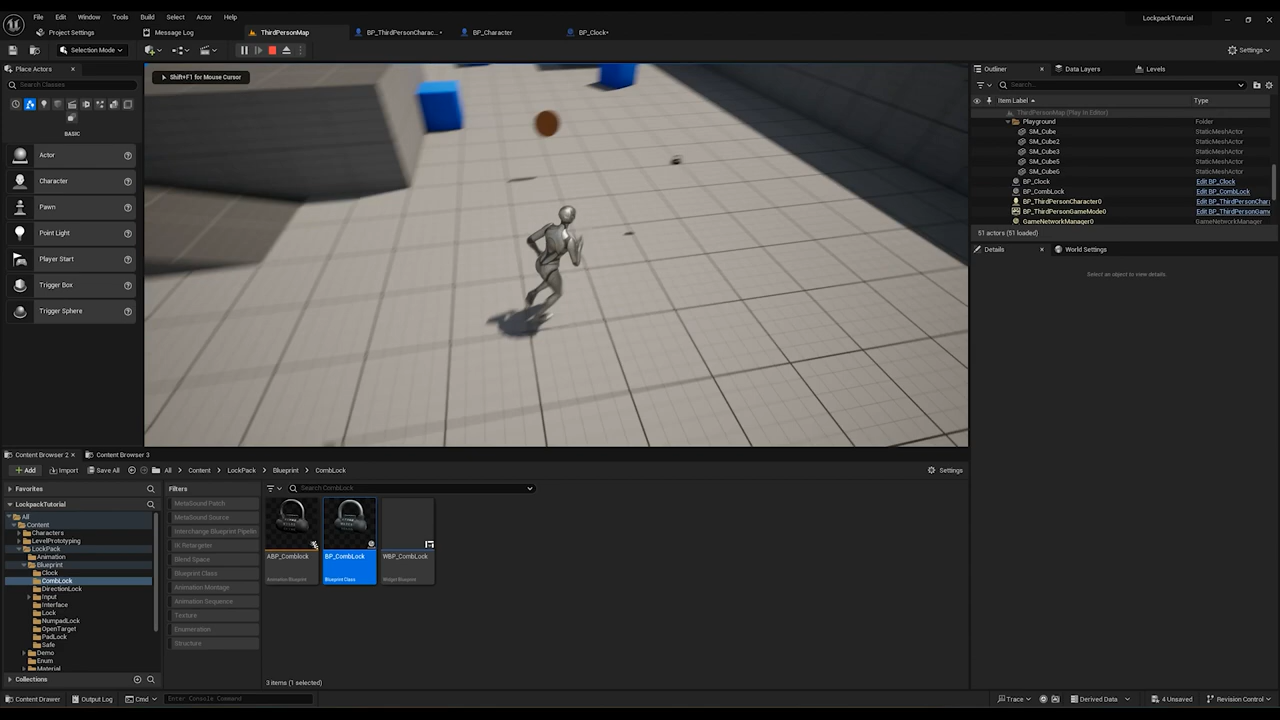 File Edit Window Tools Build Select Actor Help
LockpackTutorial
Project Settings Message Log ThirdPersonMap BP_ThirdPersonCharac... BP_Character BP_Clock
Selection Mode Settings
Place Actors
Search Classes
BASIC
Actor
Character
Pawn
Point Light
Player Start
Trigger Box
Trigger Sphere
Shift+F1 for Mouse Cursor
Outliner Data Layers Levels
Search...
Item Label Type
ThirdPersonMap (Play In Editor)
Playground Folder
SM_Cube StaticMeshActor
SM_Cube2 StaticMeshActor
SM_Cube3 StaticMeshActor
SM_Cube5 StaticMeshActor
SM_Cube6 StaticMeshActor
BP_Clock Edit BP_Clock
BP_CombLock Edit BP_CombLock
BP_ThirdPersonCharacter0 Edit BP_ThirdPersonChar
BP_ThirdPersonGameMode0 Edit BP_ThirdPersonGame
GameNetworkManager0 GameNetworkManager
51 actors (51 loaded)
Details World Settings
Select an object to view details.
Content Browser 2 Content Browser 3
Add Import Save All All Content LockPack Blueprint CombLock Settings
Favorites
LockpackTutorial
All
Content
Characters
LevelPrototyping
LockPack
Animation
Blueprint
Clock
CombLock
DirectionLock
Input
Interface
Lock
NumpadLock
OpenTarget
PadLock
Safe
Demo
Enum
Material
Collections
Filters
MetaSound Patch
MetaSound Source
Interchange Blueprint Pipelin
IK Retargeter
Blend Space
Blueprint Class
Animation Montage
Animation Sequence
Texture
Enumeration
Structure
Search CombLock
ABP_Comblock
Animation Blueprint
BP_CombLock
Blueprint Class
WBP_CombLock
Widget Blueprint
3 items (1 selected)
Content Drawer Output Log Cmd Enter Console Command Trace Derived Data 4 Unsaved Revision Control